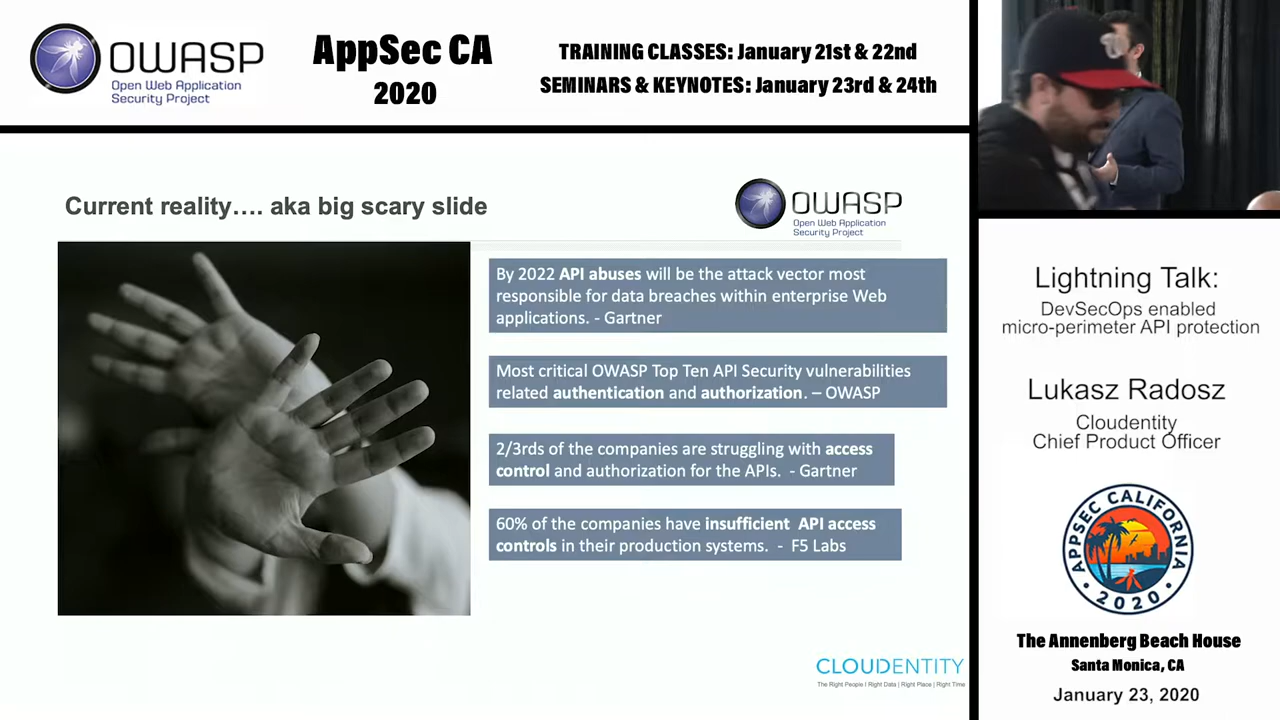 OWASP
Open Web Application
Security Project
AppSec CA
2020
TRAINING CLASSES: January 21st & 22nd
SEMINARS & KEYNOTES: January 23rd & 24th
Current reality…. aka big scary slide
OWASP
Open Web Application
Security Project
By 2022 API abuses will be the attack vector most
responsible for data breaches within enterprise Web
applications. - Gartner
Most critical OWASP Top Ten API Security vulnerabilities
related authentication and authorization. – OWASP
2/3rds of the companies are struggling with access
control and authorization for the APIs.  - Gartner
60% of the companies have insufficient  API access
controls in their production systems.  -  F5 Labs
CLOUDENTITY
The Right People | Right Data | Right Place | Right Time
Lightning Talk:
DevSecOps enabled
micro-perimeter API protection
Lukasz Radosz
Cloudentity
Chief Product Officer
APPSEC CALIFORNIA
2020
The Annenberg Beach House
Santa Monica, CA
January 23, 2020